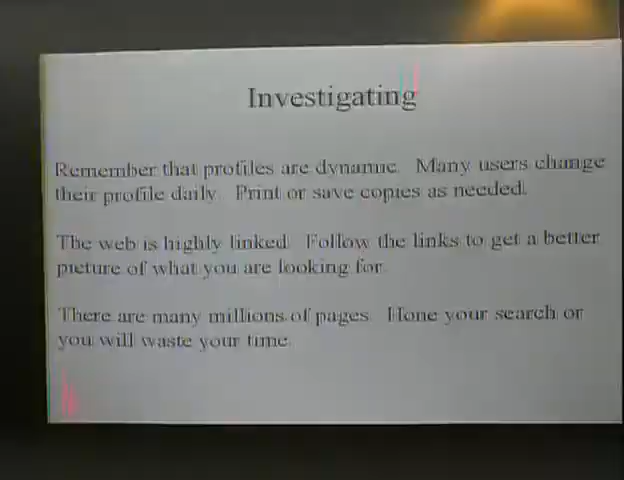 Investigating
Remember that profiles are dynamic. Many users change
their profile daily. Print or save copies as needed.
The web is highly linked. Follow the links to get a better
picture of what you are looking for.
There are many millions of pages. Hone your search or
you will waste your time.